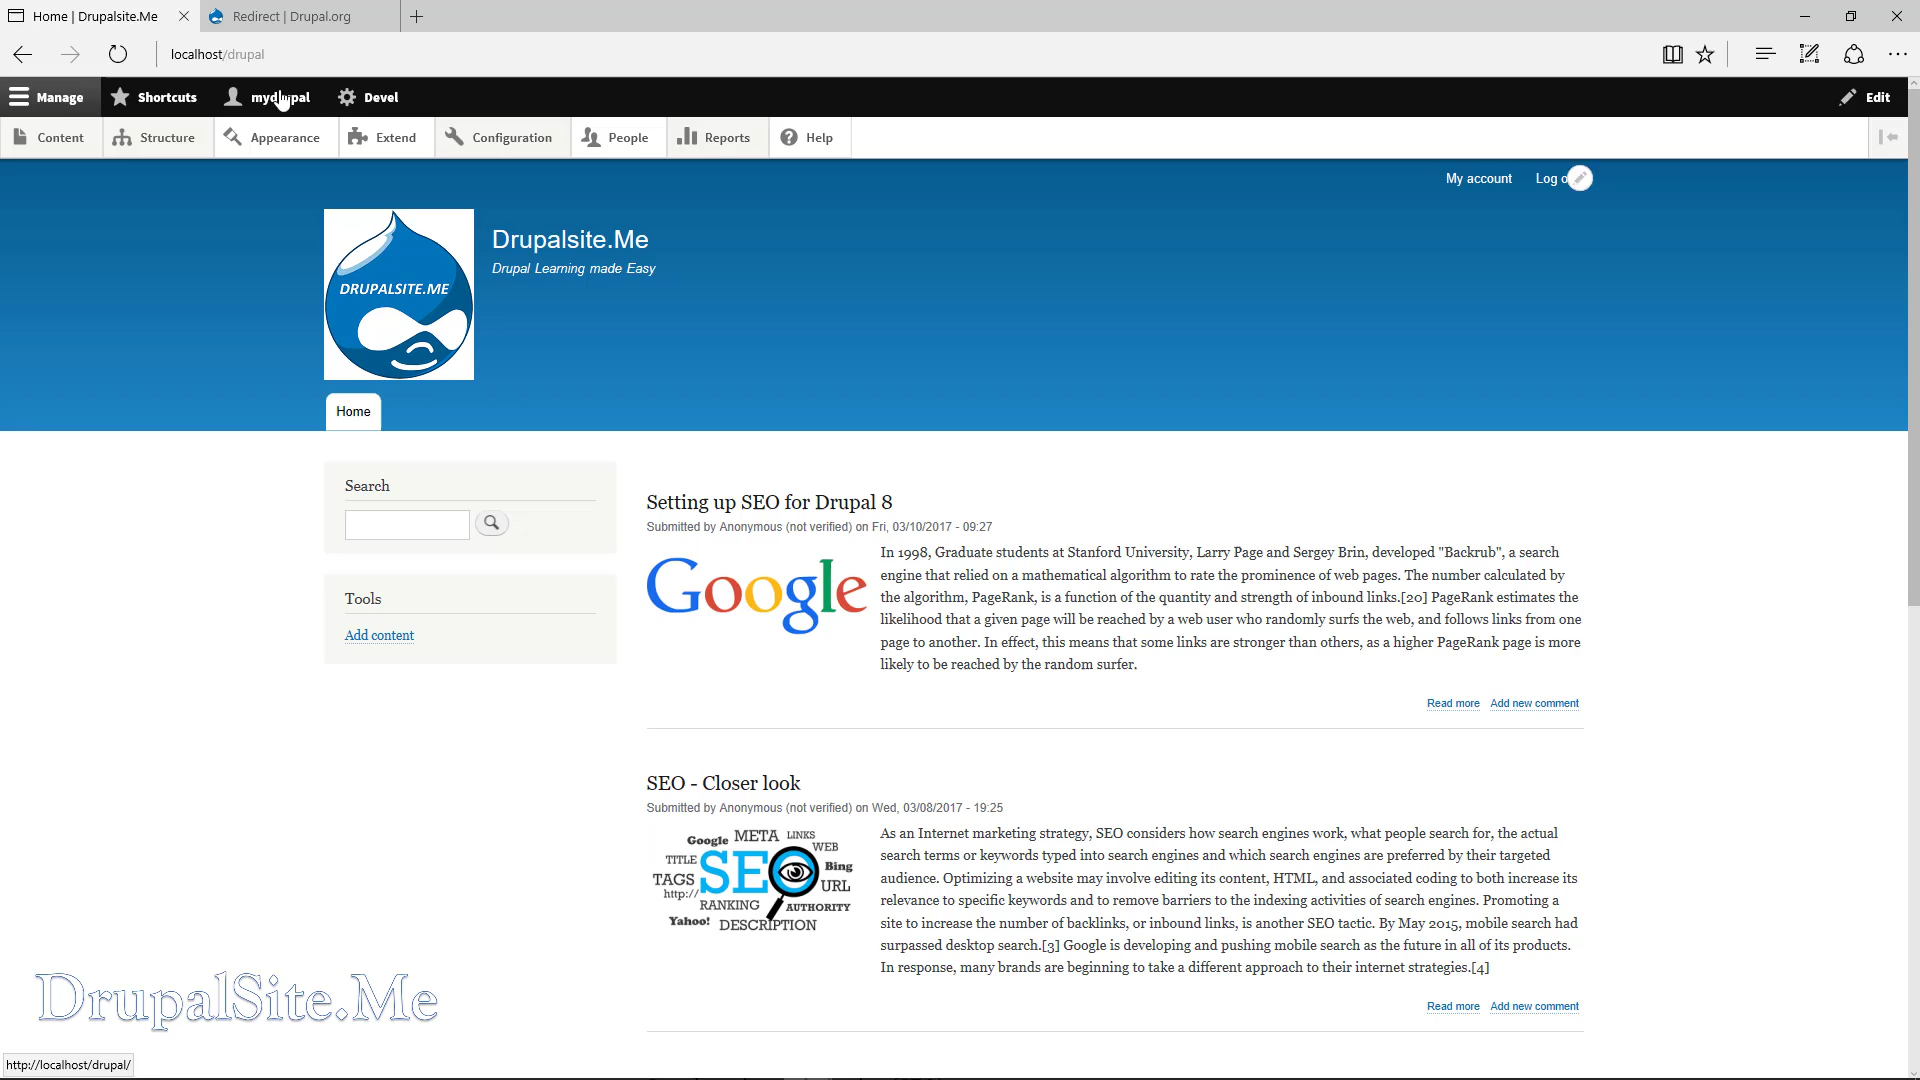 Home | Drupalsite.Me
Redirect | Drupal.org
localhost/drupal
Manage
Shortcuts
Devel
Edit
Content
Structure
Appearance
Extend
Configuration
People
Reports
Help
My account
Log o
DRUPALSITE.ME
Drupalsite.Me
Drupal Learning made Easy
Home
Search
Tools
Add content
Setting up SEO for Drupal 8
Submitted by Anonymous (not verified) on Fri, 03/10/2017 - 09:27
Google
In 1998, Graduate students at Stanford University, Larry Page and Sergey Brin, developed "Backrub", a search
engine that relied on a mathematical algorithm to rate the prominence of web pages. The number calculated by
the algorithm, PageRank, is a function of the quantity and strength of inbound links.[20] PageRank estimates the
likelihood that a given page will be reached by a web user who randomly surfs the web, and follows links from one
page to another. In effect, this means that some links are stronger than others, as a higher PageRank page is more
likely to be reached by the random surfer.
Read more Add new comment
SEO - Closer look
Submitted by Anonymous (not verified) on Wed, 03/08/2017 - 19:25
Google META LINKS
WEB
TITLE SEO Bing
TAGS URL
http://
RANKING AUTHORITY
Yahoo! DESCRIPTION
As an Internet marketing strategy, SEO considers how search engines work, what people search for, the actual
search terms or keywords typed into search engines and which search engines are preferred by their targeted
audience. Optimizing a website may involve editing its content, HTML, and associated coding to both increase its
relevance to specific keywords and to remove barriers to the indexing activities of search engines. Promoting a
site to increase the number of backlinks, or inbound links, is another SEO tactic. By May 2015, mobile search had
surpassed desktop search.[3] Google is developing and pushing mobile search as the future in all of its products.
In response, many brands are beginning to take a different approach to their internet strategies.[4]
Read more Add new comment
DrupalSite.Me
http://localhost/drupal/